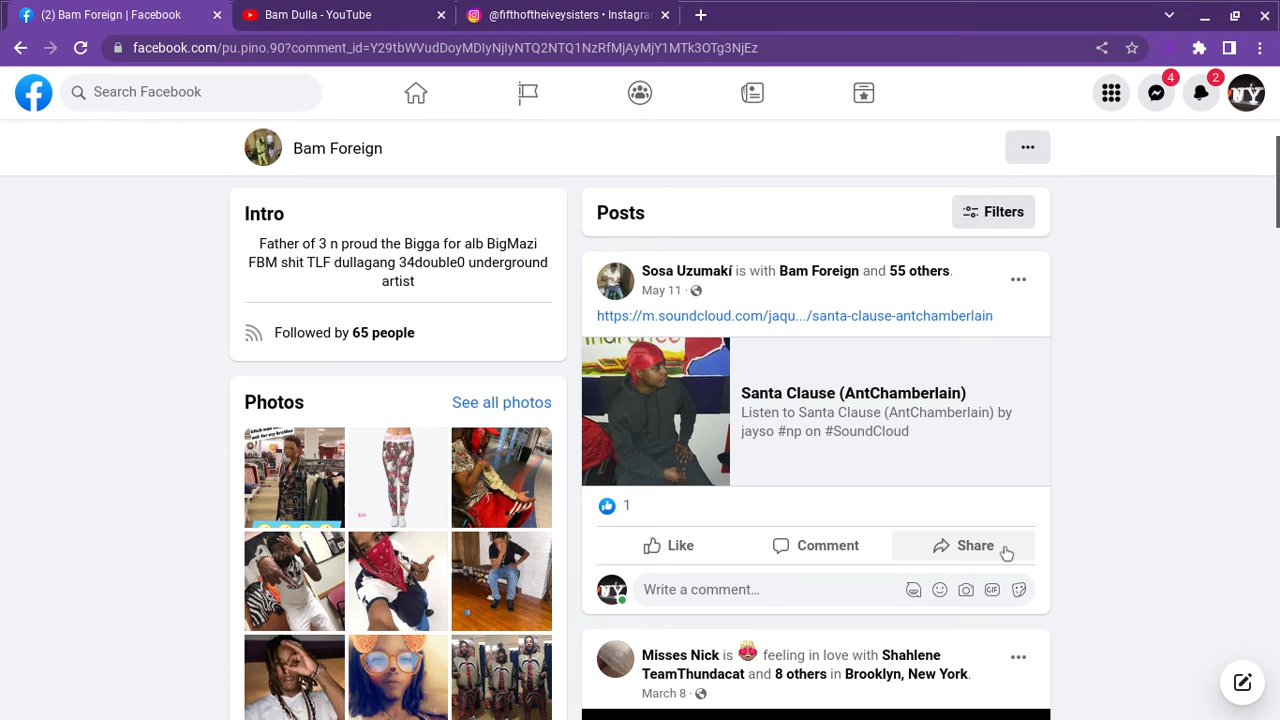 (2) Bam Foreign | Facebook
Bam Dulla - YouTube
@fifthoftheiveysisters • Instagra
facebook.com/pu.pino.90?comment_id=Y29tbWVudDoyMDIyNjIyNTQ2NTQ1NzRfMjAyMjY1MTk3OTg3NjEz
Search Facebook
4
2
NY
Bam Foreign
Intro
Father of 3 n proud the Bigga for alb BigMazi
FBM shit TLF dullagang 34double0 underground
artist
Followed by 65 people
Photos
See all photos
Posts
Filters
Sosa Uzumakí is with Bam Foreign and 55 others.
May 11 ·
https://m.soundcloud.com/jaqu.../santa-clause-antchamberlain
Santa Clause (AntChamberlain)
Listen to Santa Clause (AntChamberlain) by
jayso #np on #SoundCloud
1
Like
Comment
Share
NY
Write a comment...
GIF
Misses Nick is feeling in love with Shahlene
TeamThundacat and 8 others in Brooklyn, New York.
March 8 ·